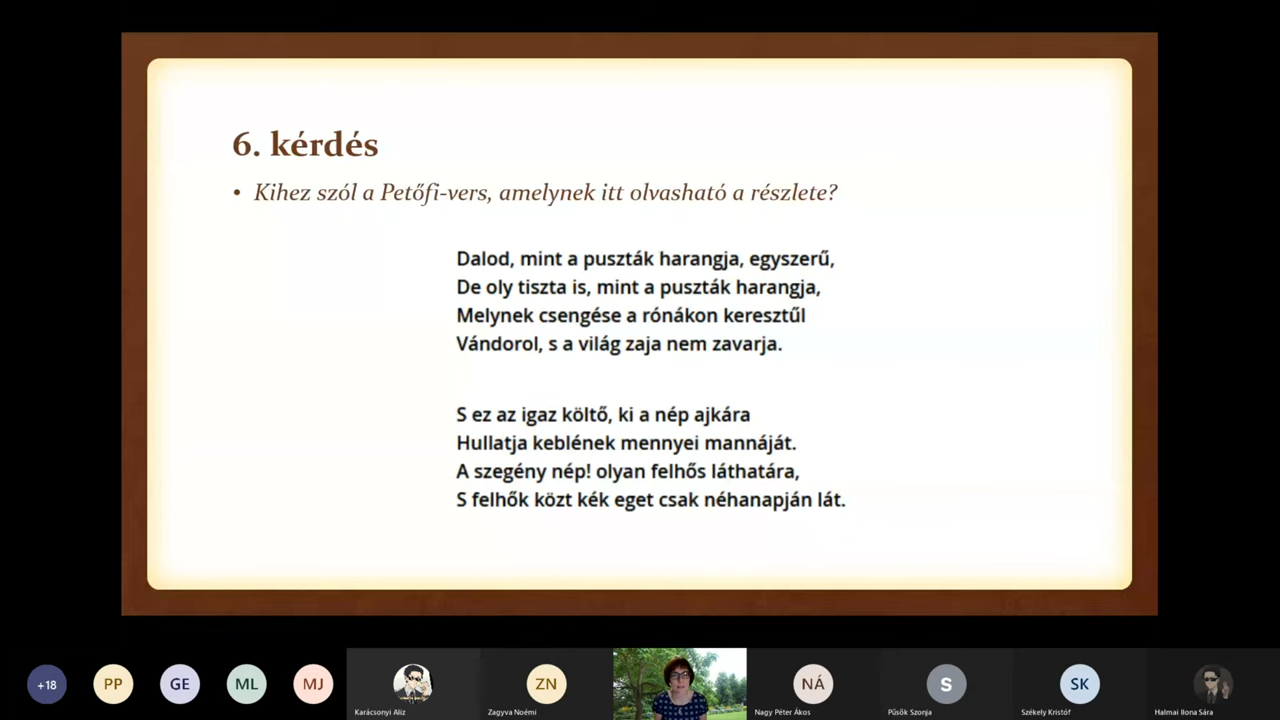 6. kérdés
• Kihez szól a Petőfi-vers, amelynek itt olvasható a részlete?
Dalod, mint a puszták harangja, egyszerű,
De oly tiszta is, mint a puszták harangja,
Melynek csengése a rónákon keresztűl
Vándorol, s a világ zaja nem zavarja.
S ez az igaz költő, ki a nép ajkára
Hullatja keblének mennyei mannáját.
A szegény nép! olyan felhős láthatára,
S felhők közt kék eget csak néhanapján lát.
+18
PP
GE
ML
MJ
ZN
NÁ
S
SK
Karácsonyi Aliz
Zagyva Noémi
Nagy Péter Ákos
Püsők Szonja
Székely Kristóf
Halmai Ilona Sára